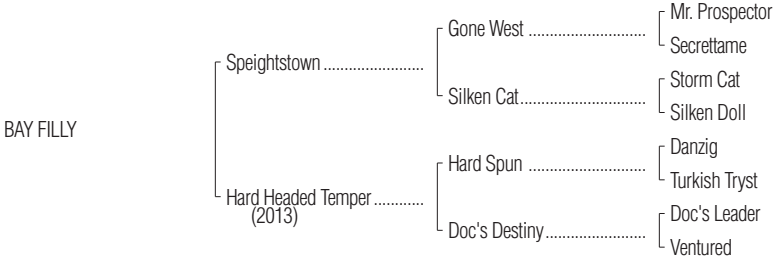 Mr. Prospector
Gone West ..............................
Secrettame
Speightstown .......................
Storm Cat
Silken Cat................................
Silken Doll
BAY FILLY
Danzig
Hard Spun ..............................
Turkish Tryst
Hard Headed Temper............
(2013)
Doc's Leader
Doc's Destiny..........................
Ventured